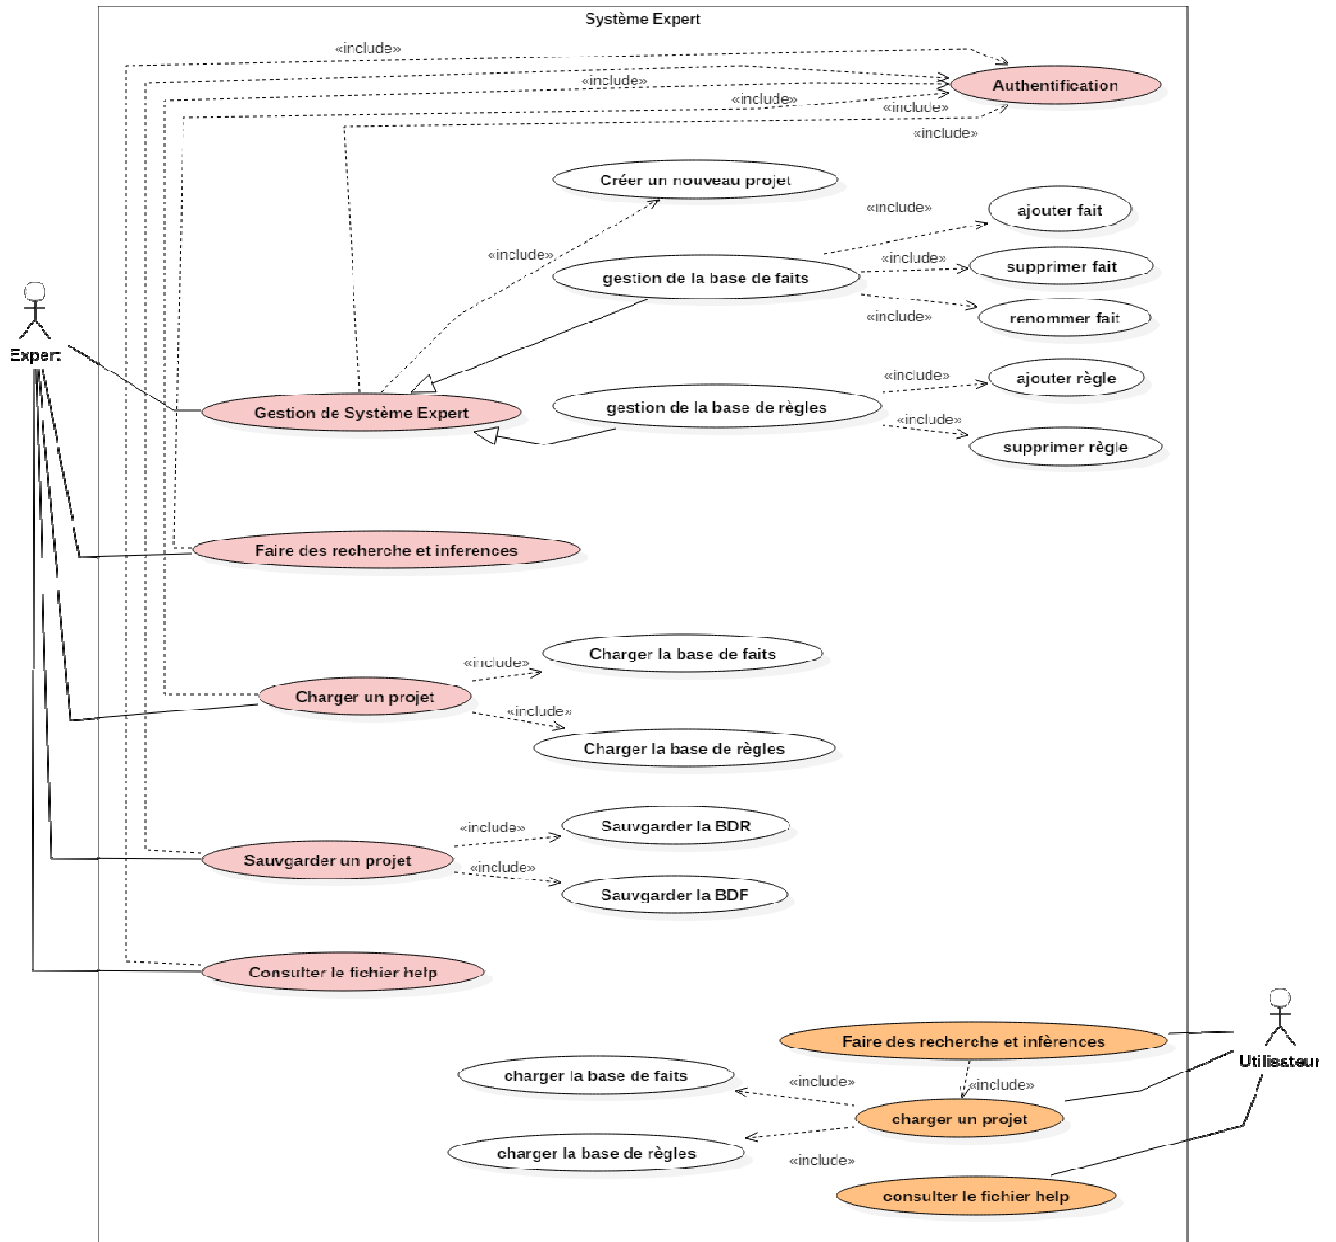 Système Expert
«include»
«include»
Authentification
«include»
«include»
«include»
Créer un nouveau projet
«include»
ajouter fait
«include»
«include»
supprimer fait
gestion de la base de faits
«include»
renommer fait
Expert
«include»
ajouter règle
Gestion de Système Expert
gestion de la base de règles
«include»
supprimer règle
Faire des recherche et inferences
Charger la base de faits
«include»
Charger un projet
«include»
Charger la base de règles
«include»
Sauvgarder la BDR
Sauvgarder un projet
«include»
Sauvgarder la BDF
Consulter le fichier help
Faire des recherche et infèrences
Utilisateur
charger la base de faits
«include»
«include»
charger un projet
charger la base de règles
«include»
consulter le fichier help